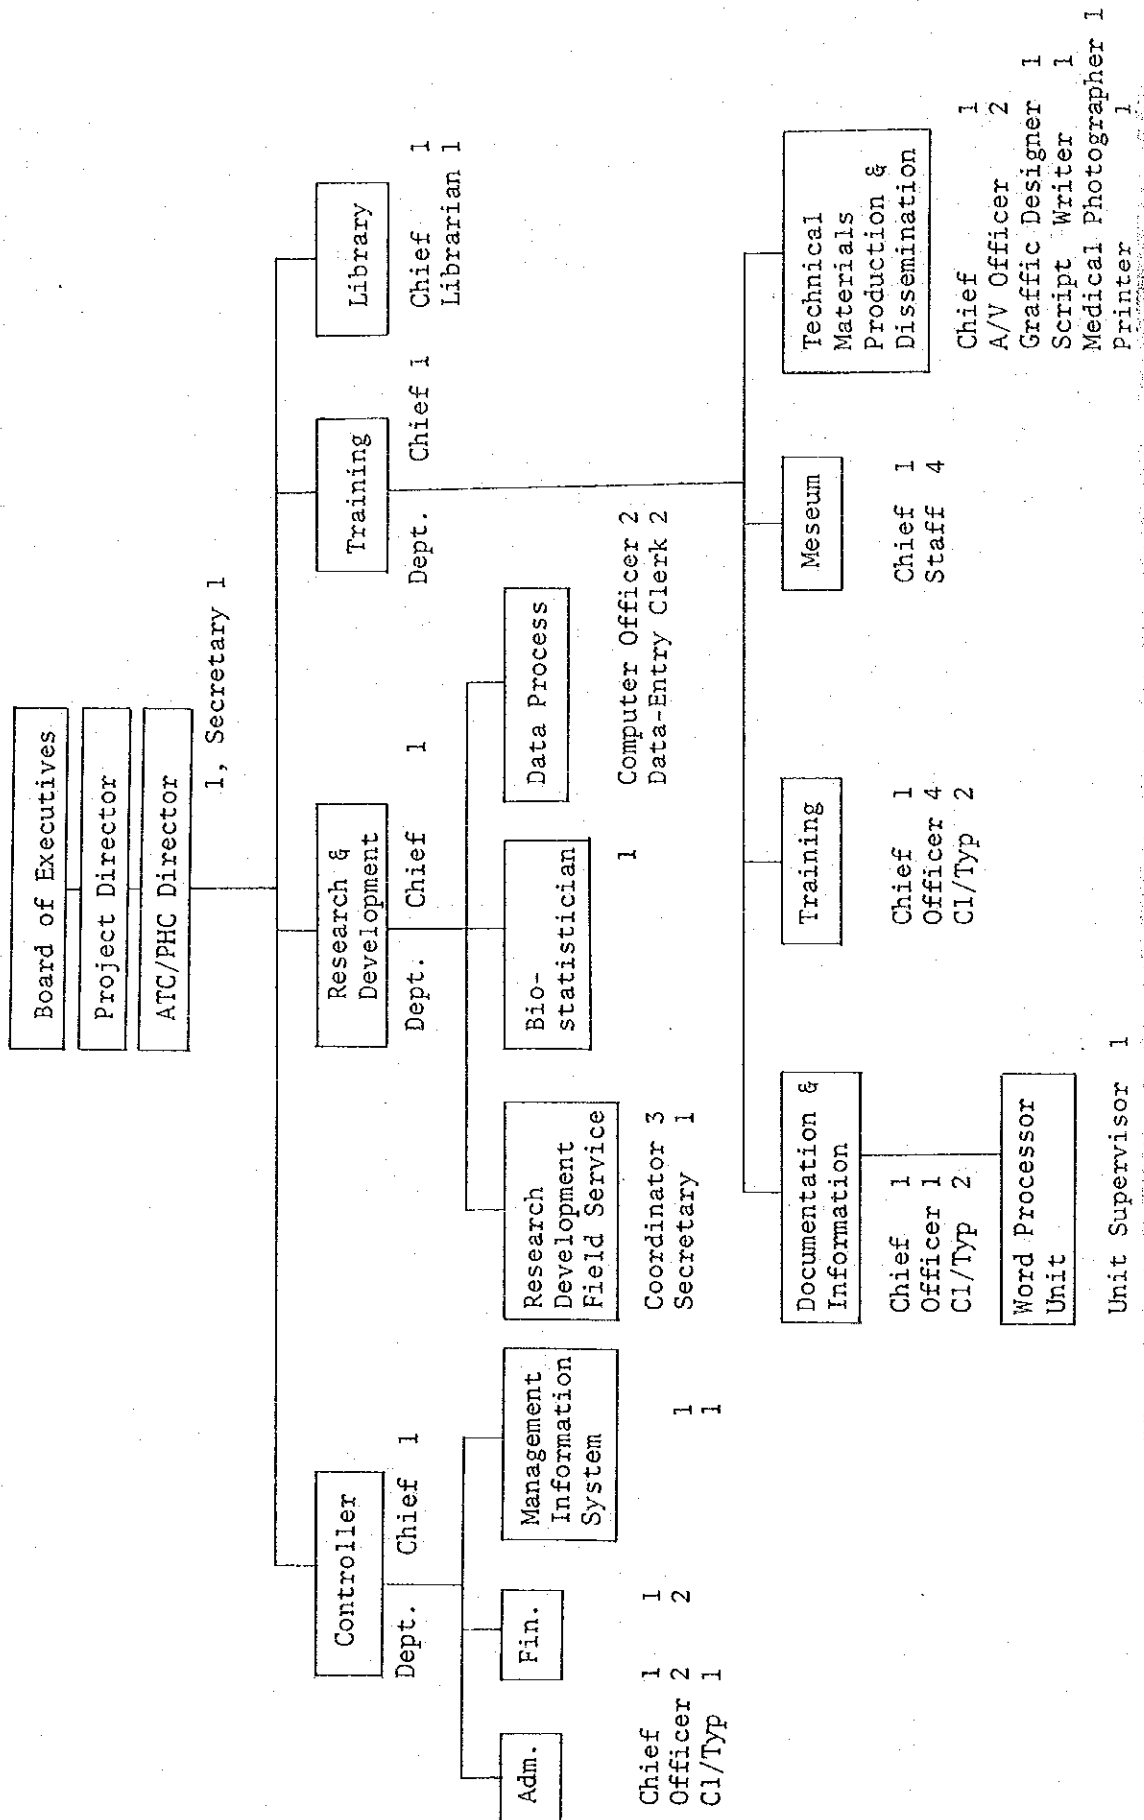 Board of Executives
Project Director
ATC/PHC Director
1, Secretary 1
Controller
Dept. Chief 1
Research &
Development
Dept. Chief 1
Training
Dept. Chief 1
Library
Chief 1
Librarian 1
Adm.
Fin.
Management
Information
System
Chief 1 1
Officer 2 2 1
Cl/Typ 1 1
Research
Development
Field Service
Coordinator 3
Secretary 1
Bio-
statistician
1
Data Process
Computer Officer 2
Data-Entry Clerk 2
Documentation &
Information
Chief 1
Officer 1
Cl/Typ 2
Word Processor
Unit
Unit Supervisor 1
Training
Chief 1
Officer 4
Cl/Typ 2
Meseum
Chief 1
Staff 4
Technical
Materials
Production &
Dissemination
Chief 1
A/V Officer 2
Graffic Designer 1
Script Writer 1
Medical Photographer 1
Printer 1